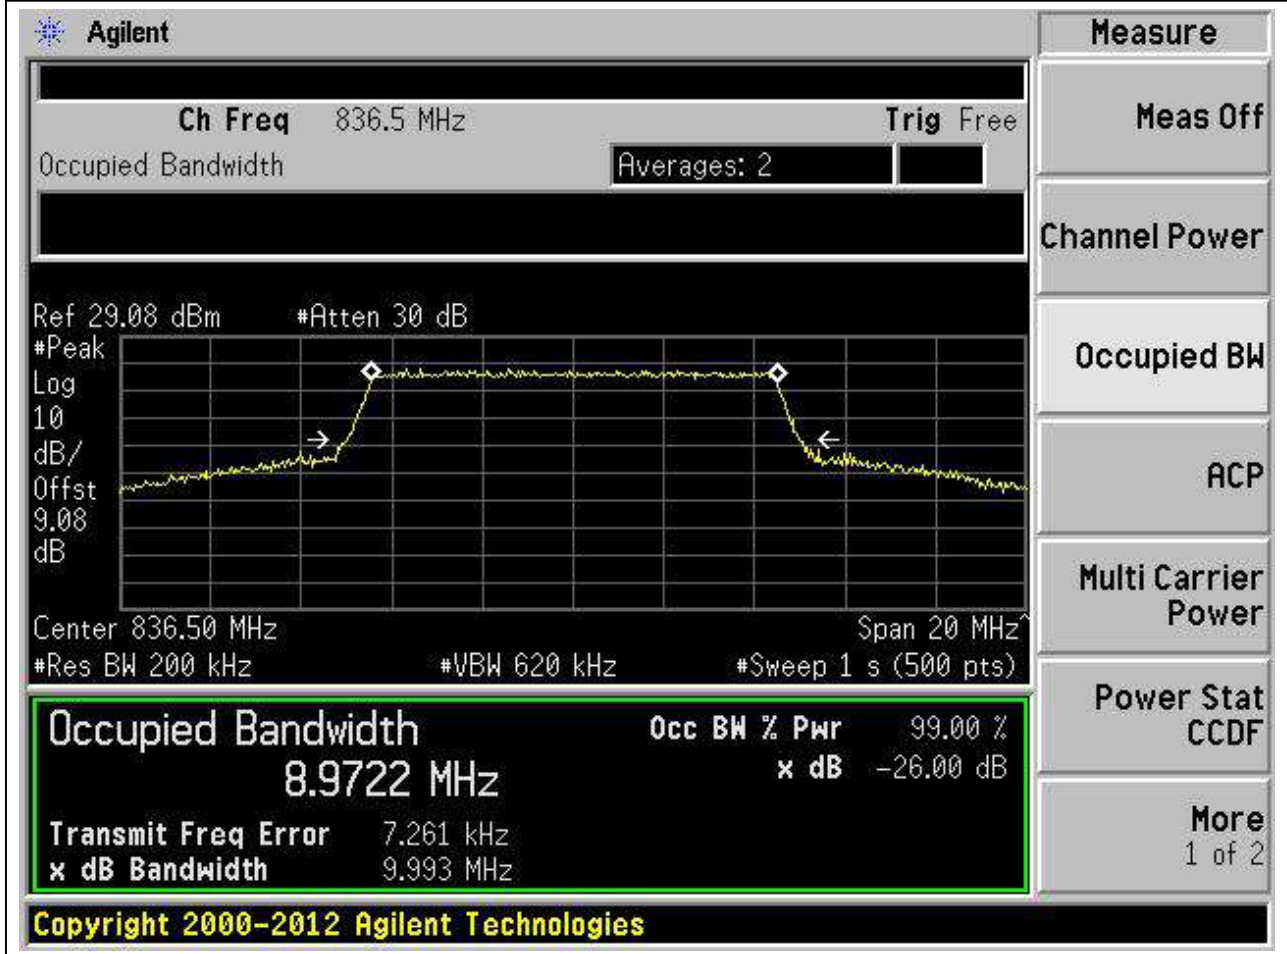 Agilent
Measure
Ch Freq 836.5 MHz Trig Free
Occupied Bandwidth Averages: 2
Meas Off
Channel Power
Occupied BW
ACP
Multi Carrier
Power
Power Stat
CCDF
More
1 of 2
Ref 29.08 dBm #Atten 30 dB
#Peak
Log
10
dB/
Offst
9.08
dB
Center 836.50 MHz Span 20 MHz^
#Res BW 200 kHz #VBW 620 kHz #Sweep 1 s (500 pts)
Occupied Bandwidth Occ BW % Pwr 99.00 %
8.9722 MHz x dB -26.00 dB
Transmit Freq Error 7.261 kHz
x dB Bandwidth 9.993 MHz
Copyright 2000-2012 Agilent Technologies